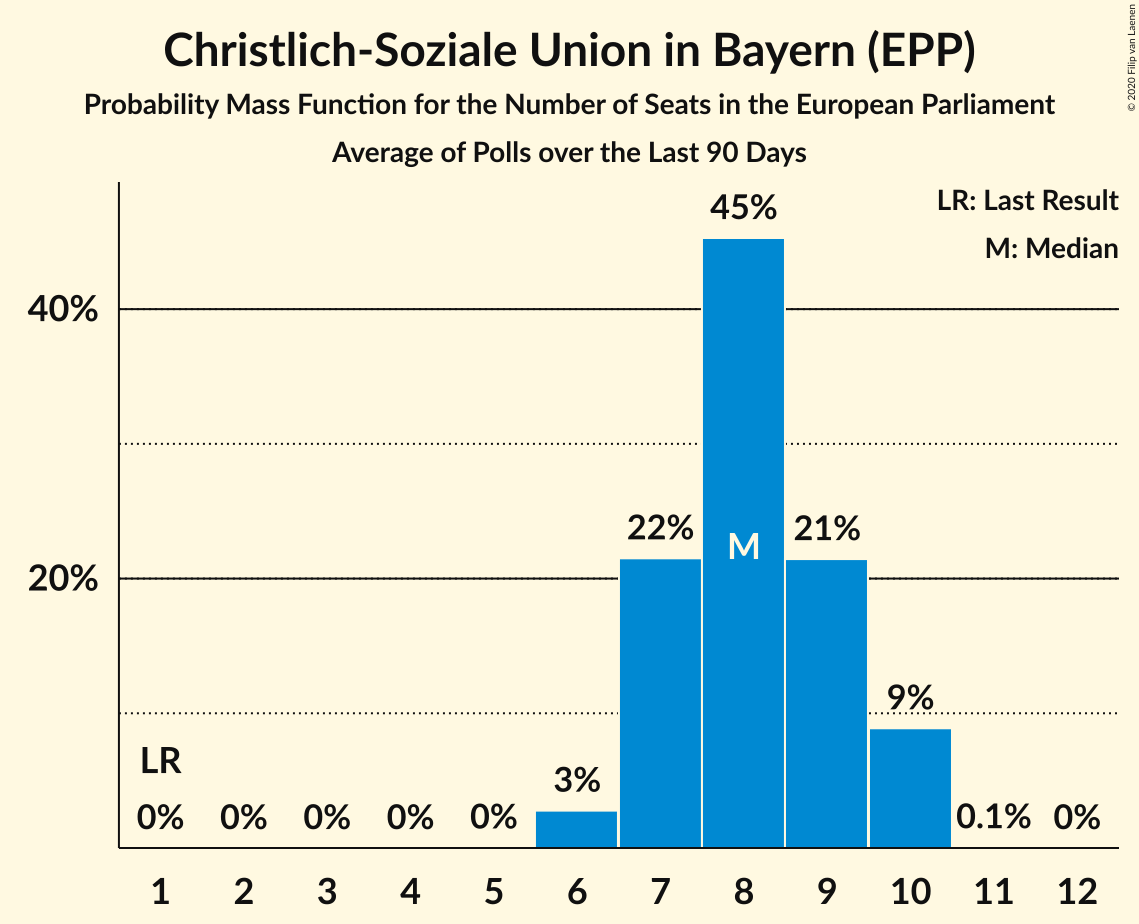 Christlich-Soziale Union in Bayern (EPP)
Probability Mass Function for the Number of Seats in the European Parliament
Average of Polls over the Last 90 Days
© 2020 Filip van Laenen
LR: Last Result
M: Median
45%
40%
22%
M
21%
20%
9%
LR
3%
0% 0% 0% 0% 0% 0.1% 0%
1 2 3 4 5 6 7 8 9 10 11 12